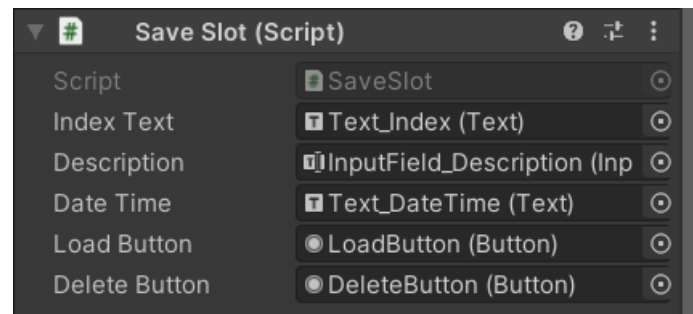 Save Slot (Script)
Script SaveSlot
Index Text Text_Index (Text)
Description InputField_Description (Inp
Date Time Text_DateTime (Text)
Load Button LoadButton (Button)
Delete Button DeleteButton (Button)